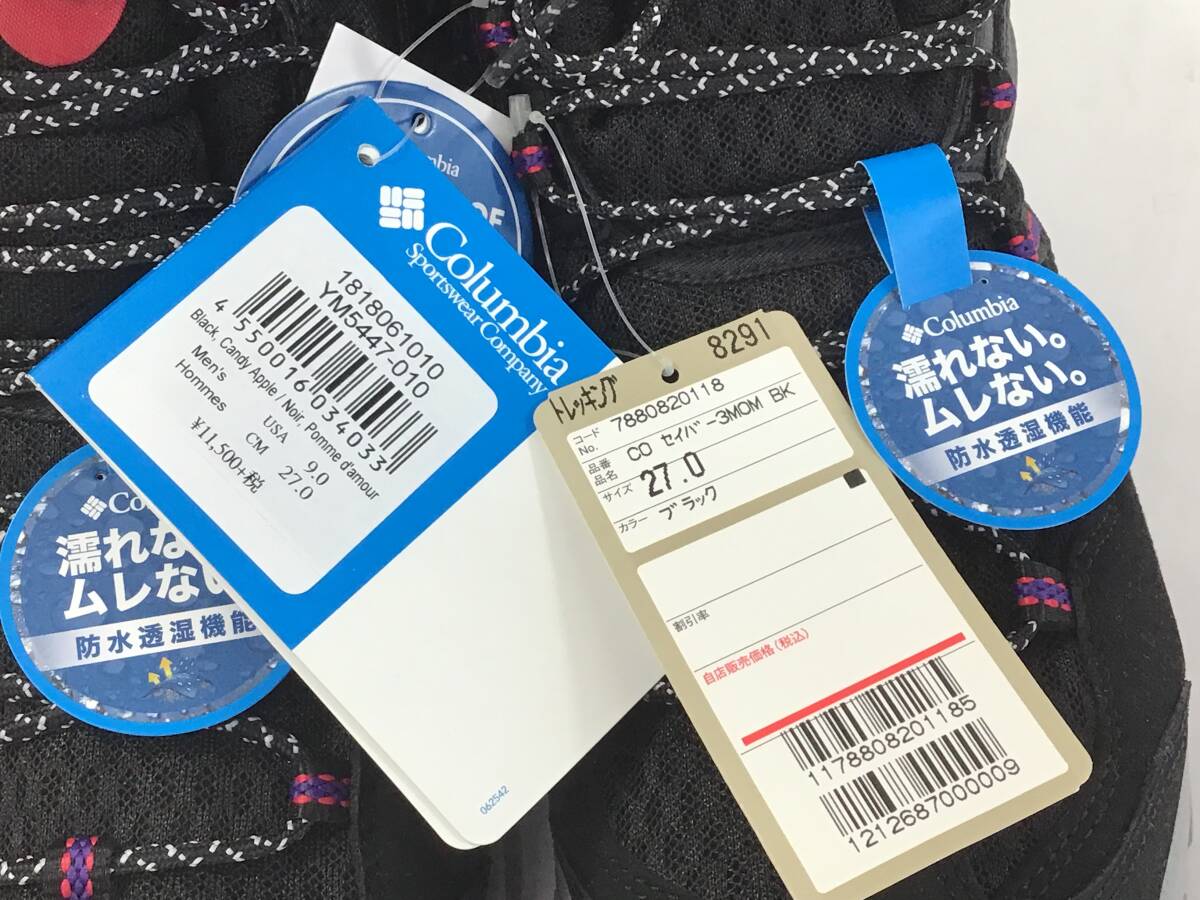 Columbia
Sportswear Company
1818061010
YM5447-010
4 550016 034033
Black, Candy Apple / Noir, Pomme d'amour
Men's USA 9.0
Hommes CM 27.0
¥11,500+税
062542
8291
トレッキング
コード No. 7880820118
品番
品名 CO セイバー3MOM BK
サイズ 27.0
カラー ブラック
割引率
自店販売価格(税込)
1178808201185
1212687000009
Columbia
濡れない。
ムレない。
防水透湿機能
濡れな
ムレない
防水透湿機能